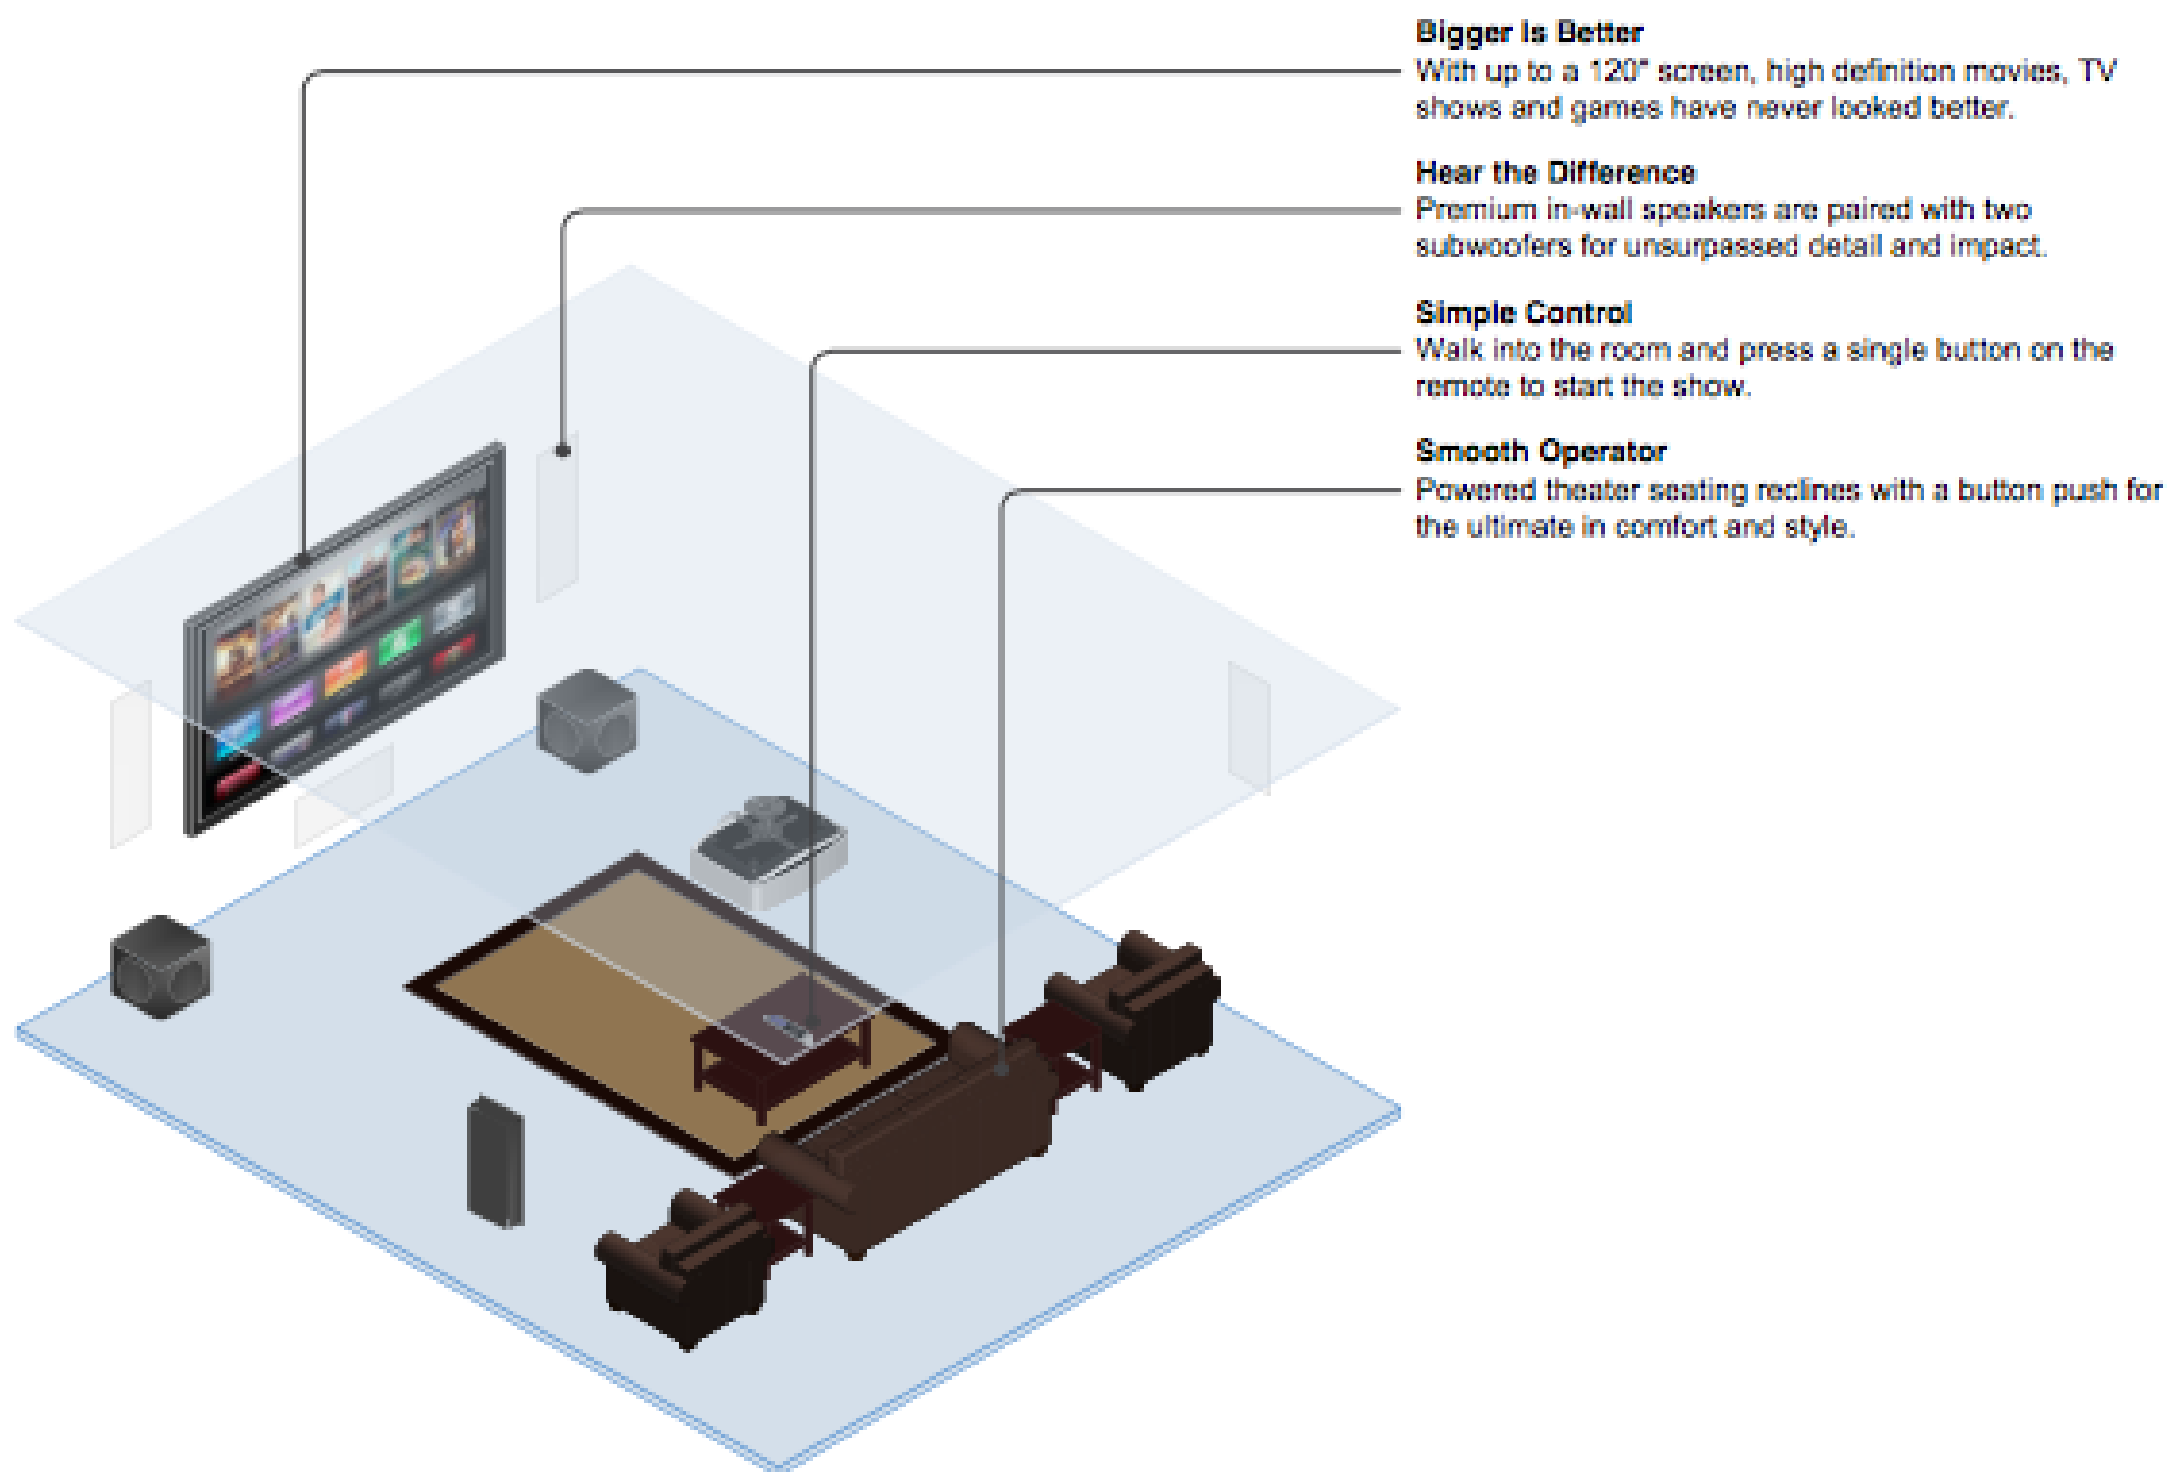 Bigger Is Better
With up to a 120" screen, high definition movies, TV
shows and games have never looked better.
Hear the Difference
Premium in-wall speakers are paired with two
subwoofers for unsurpassed detail and impact.
Simple Control
Walk into the room and press a single button on the
remote to start the show.
Smooth Operator
Powered theater seating reclines with a button push for
the ultimate in comfort and style.